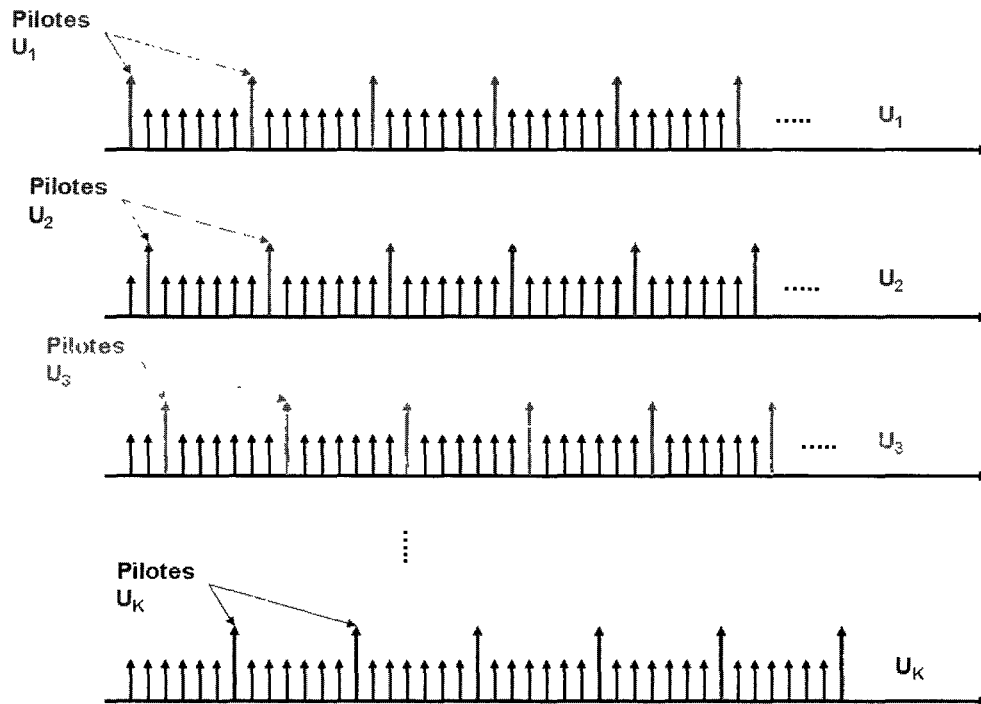 Pilotes
U1
..... U1
Pilotes
U2
..... U2
Pilotes
U3
..... U3
Pilotes
UK
UK